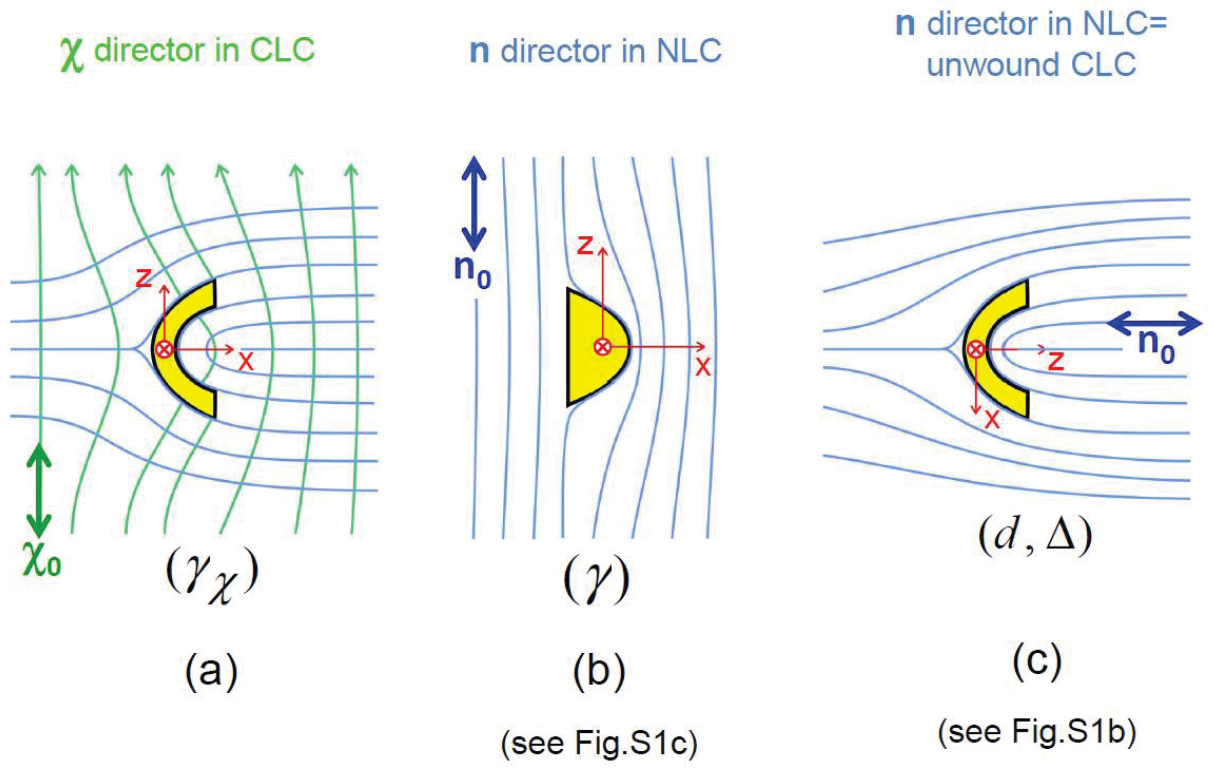 χ director in CLC
n director in NLC
n director in NLC=
unwound CLC
z
x
χ₀
(γχ)
(a)
n₀
z
x
(γ)
(b)
(see Fig.S1c)
n₀
z
x
(d, Δ)
(c)
(see Fig.S1b)